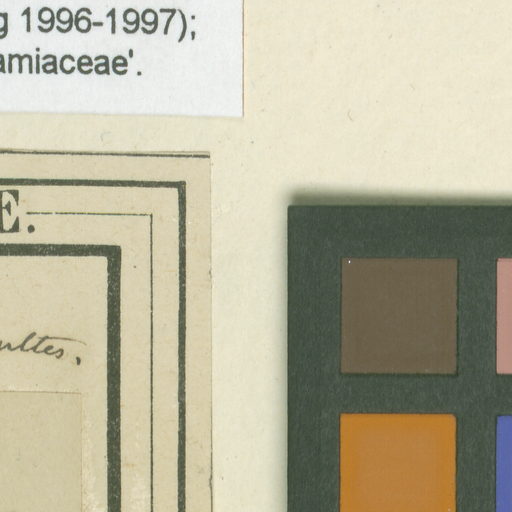 g 1996-1997);
amiaceae'.
E.
ultes.